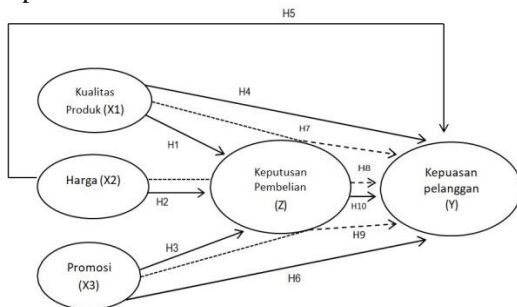 H5
Kualitas
Produk (X1)
H4
H1
H7
Harga (X2)
H2
Keputusan
Pembelian
(Z)
H8
H10
Kepuasan
pelanggan
(Y)
H3
H9
Promosi
(X3)
H6